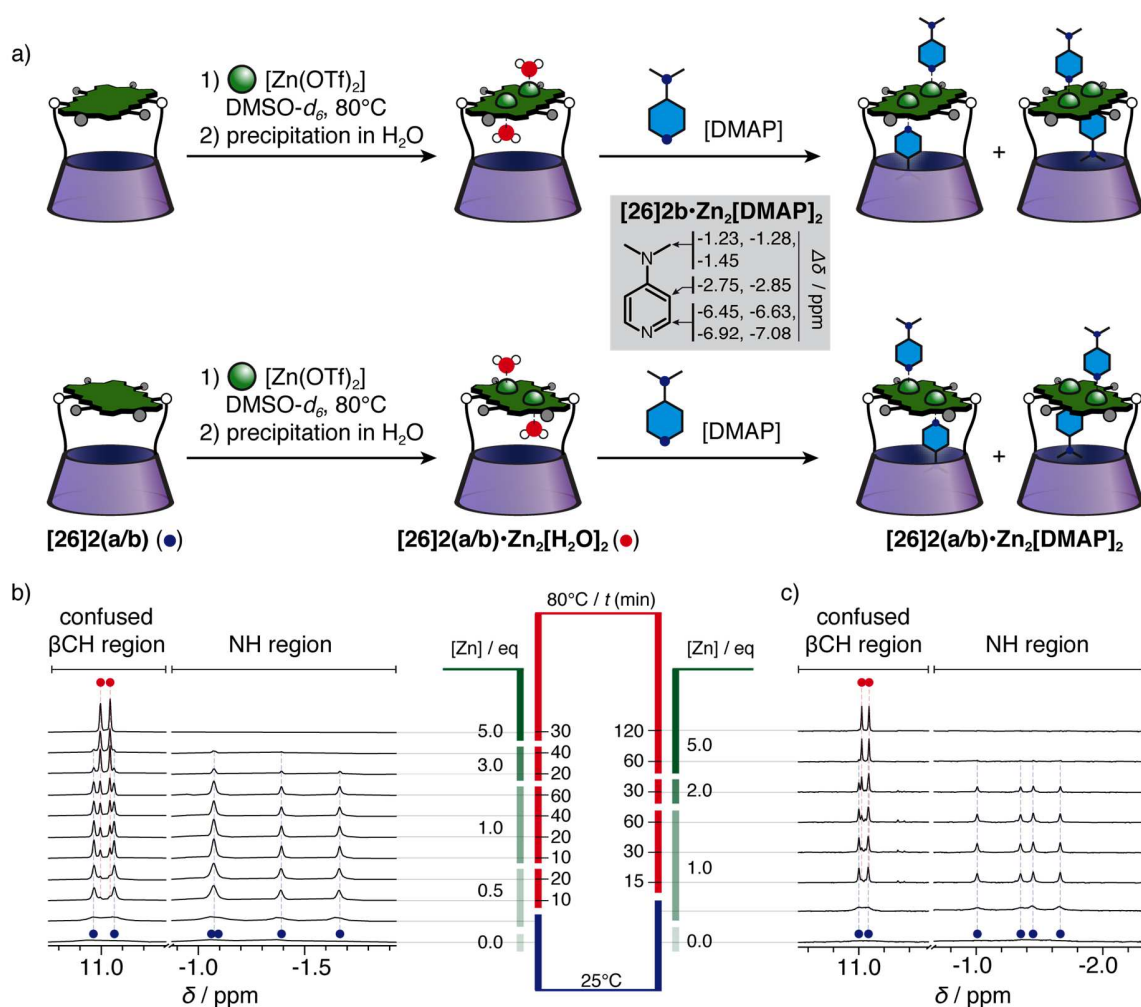 a)
1) [Zn(OTf)2]
DMSO-d6, 80°C
2) precipitation in H2O
[DMAP]
+
[26]2b•Zn2[DMAP]2
N
N
-1.23, -1.28,
-1.45
-2.75, -2.85
-6.45, -6.63,
-6.92, -7.08
Δδ / ppm
1) [Zn(OTf)2]
DMSO-d6, 80°C
2) precipitation in H2O
[DMAP]
+
[26]2(a/b) (●)
[26]2(a/b)•Zn2[H2O]2 (●)
[26]2(a/b)•Zn2[DMAP]2
b)
confused
βCH region
NH region
[Zn] / eq
5.0
3.0
1.0
0.5
0.0
11.0
-1.0
-1.5
δ / ppm
80°C / t (min)
30
40
20
60
40
20
10
20
10
120
60
30
60
30
15
25°C
[Zn] / eq
5.0
2.0
1.0
0.0
c)
confused
βCH region
NH region
11.0
-1.0
-2.0
δ / ppm